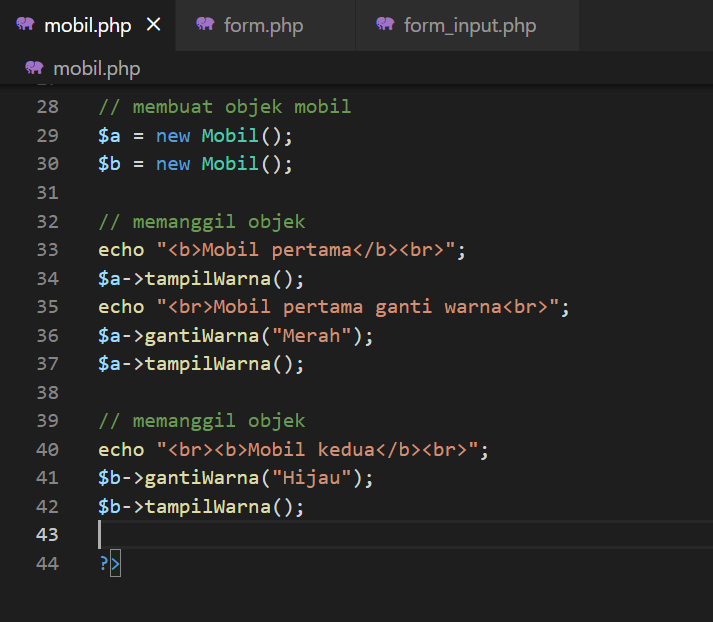 mobil.php
form.php
form_input.php
mobil.php
28 // membuat objek mobil
29 $a = new Mobil();
30 $b = new Mobil();
31
32 // memanggil objek
33 echo "<b>Mobil pertama</b><br>";
34 $a->tampilWarna();
35 echo "<br>Mobil pertama ganti warna<br>";
36 $a->gantiWarna("Merah");
37 $a->tampilWarna();
38
39 // memanggil objek
40 echo "<br><b>Mobil kedua</b><br>";
41 $b->gantiWarna("Hijau");
42 $b->tampilWarna();
43
44 ?>